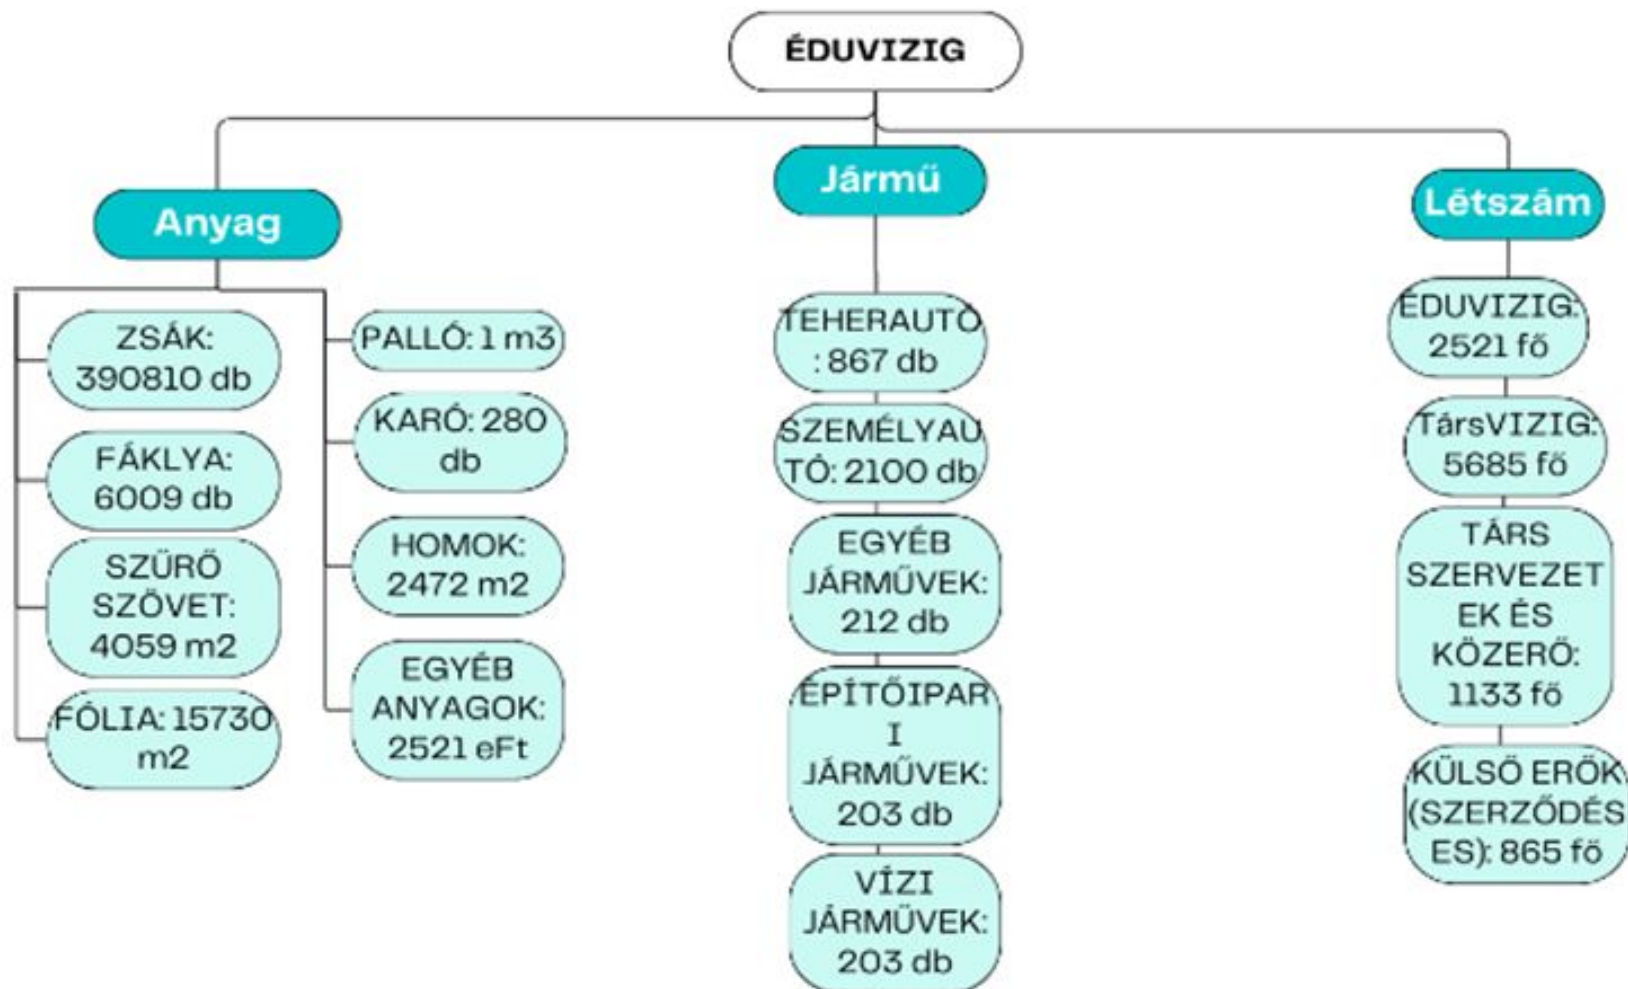 ÉDUVIZIG
Anyag
ZSÁK:
390810 db
FÁKLYA:
6009 db
SZŰRŐ
SZÖVET:
4059 m2
FÓLIA: 15730
m2
PALLÓ: 1 m3
KARÓ: 280
db
HOMOK:
2472 m2
EGYÉB
ANYAGOK:
2521 eFt
Jármű
TEHERAUTÓ
: 867 db
SZEMÉLYAU
TÓ: 2100 db
EGYÉB
JÁRMŰVEK:
212 db
ÉPÍTŐIPAR
I
JÁRMŰVEK:
203 db
VÍZI
JÁRMŰVEK:
203 db
Létszám
ÉDUVIZIG:
2521 fő
TársVIZIG:
5685 fő
TÁRS
SZERVEZET
EK ÉS
KÖZERŐ:
1133 fő
KÜLSŐ ERŐK
(SZERZŐDÉS
ES): 865 fő